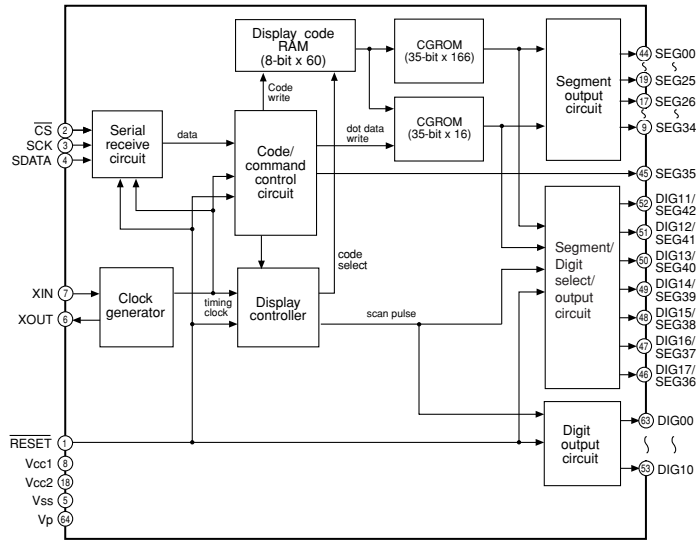 Display code
RAM
(8-bit x 60)
CGROM
(35-bit x 166)
Segment
output
circuit
44 SEG00
19 SEG25
17 SEG26
9 SEG34
Code
write
CGROM
(35-bit x 16)
CS 2
SCK 3
SDATA 4
Serial
receive
circuit
data
Code/
command
control
circuit
dot data
write
45 SEG35
52 DIG11/
SEG42
51 DIG12/
SEG41
50 DIG13/
SEG40
49 DIG14/
SEG39
48 DIG15/
SEG38
47 DIG16/
SEG37
46 DIG17/
SEG36
Segment/
Digit
select/
output
circuit
code
select
XIN 7
XOUT 6
Clock
generator
timing
clock
Display
controller
scan pulse
RESET 1
Vcc1 8
Vcc2 18
Vss 5
Vp 64
Digit
output
circuit
63 DIG00
53 DIG10